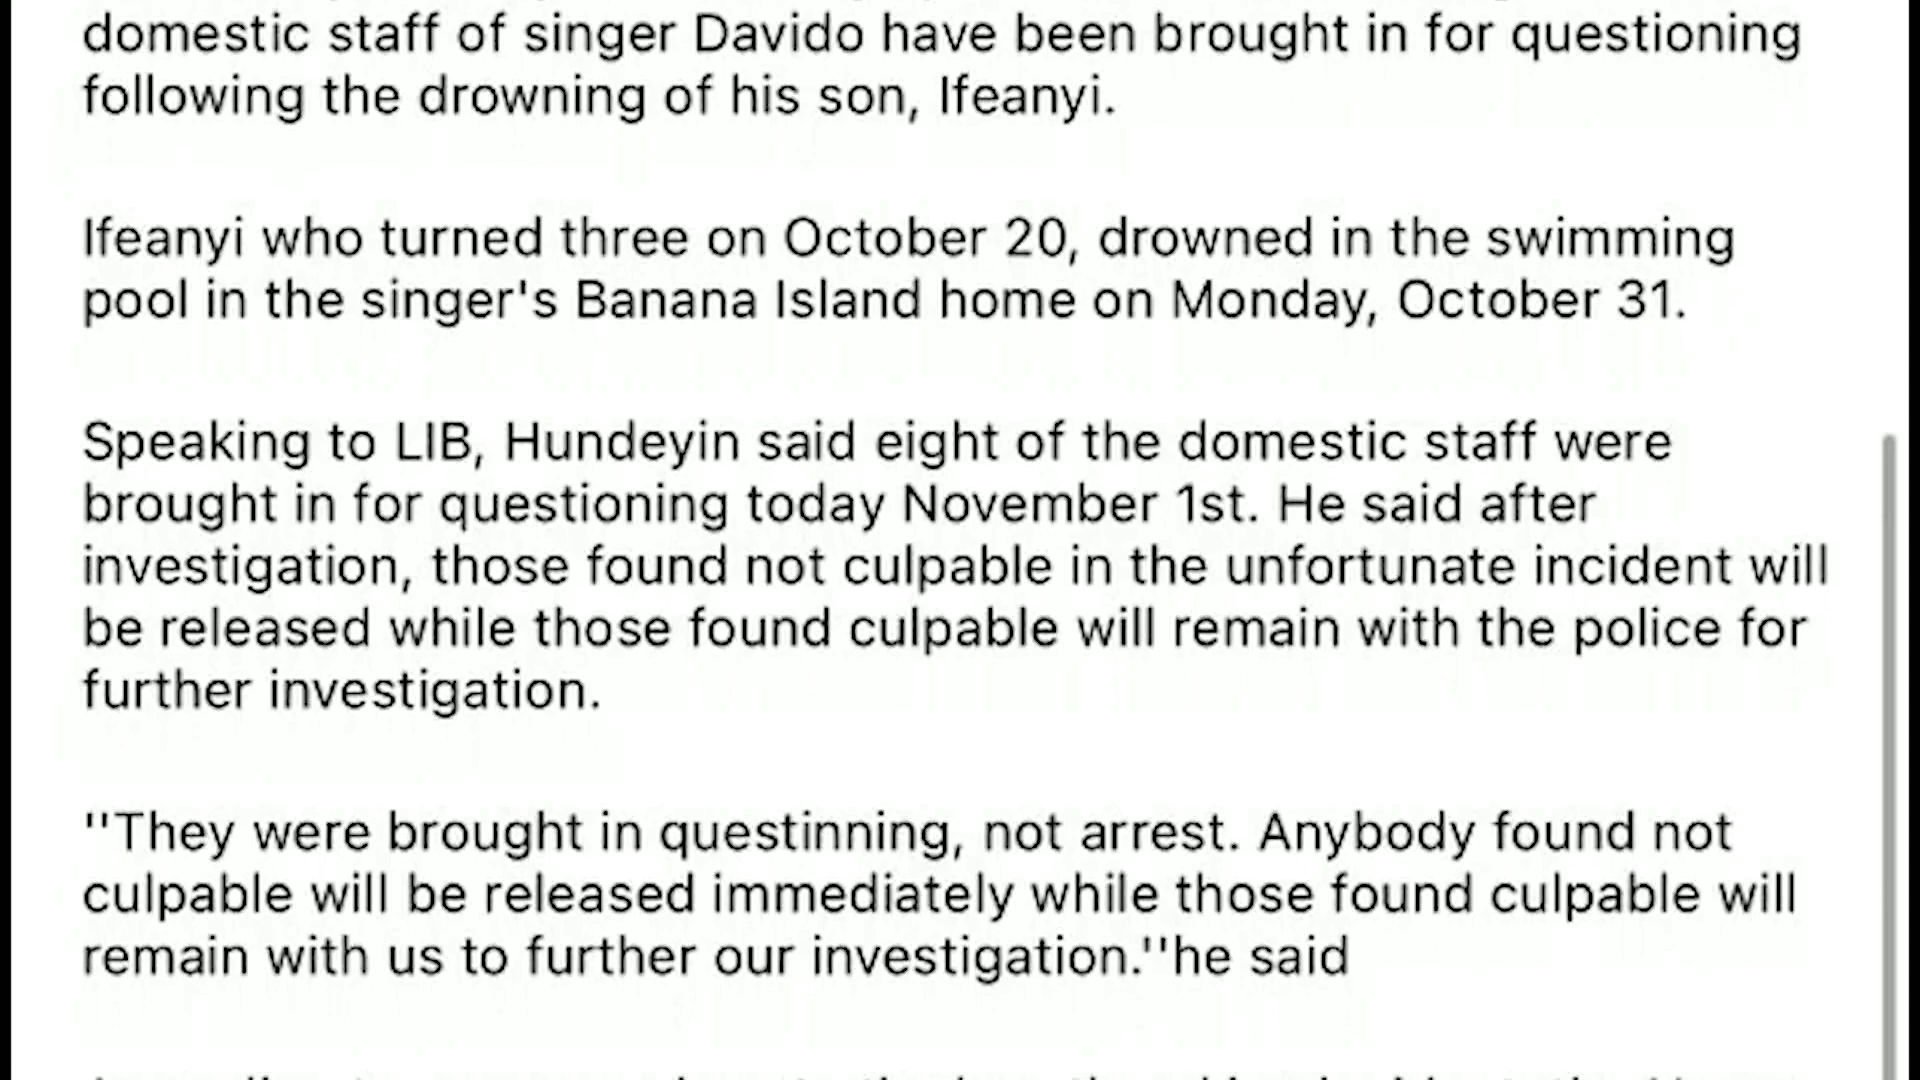 domestic staff of singer Davido have been brought in for questioning
following the drowning of his son, Ifeanyi.
Ifeanyi who turned three on October 20, drowned in the swimming
pool in the singer's Banana Island home on Monday, October 31.
Speaking to LIB, Hundeyin said eight of the domestic staff were
brought in for questioning today November 1st. He said after
investigation, those found not culpable in the unfortunate incident will
be released while those found culpable will remain with the police for
further investigation.
''They were brought in questinning, not arrest. Anybody found not
culpable will be released immediately while those found culpable will
remain with us to further our investigation.''he said